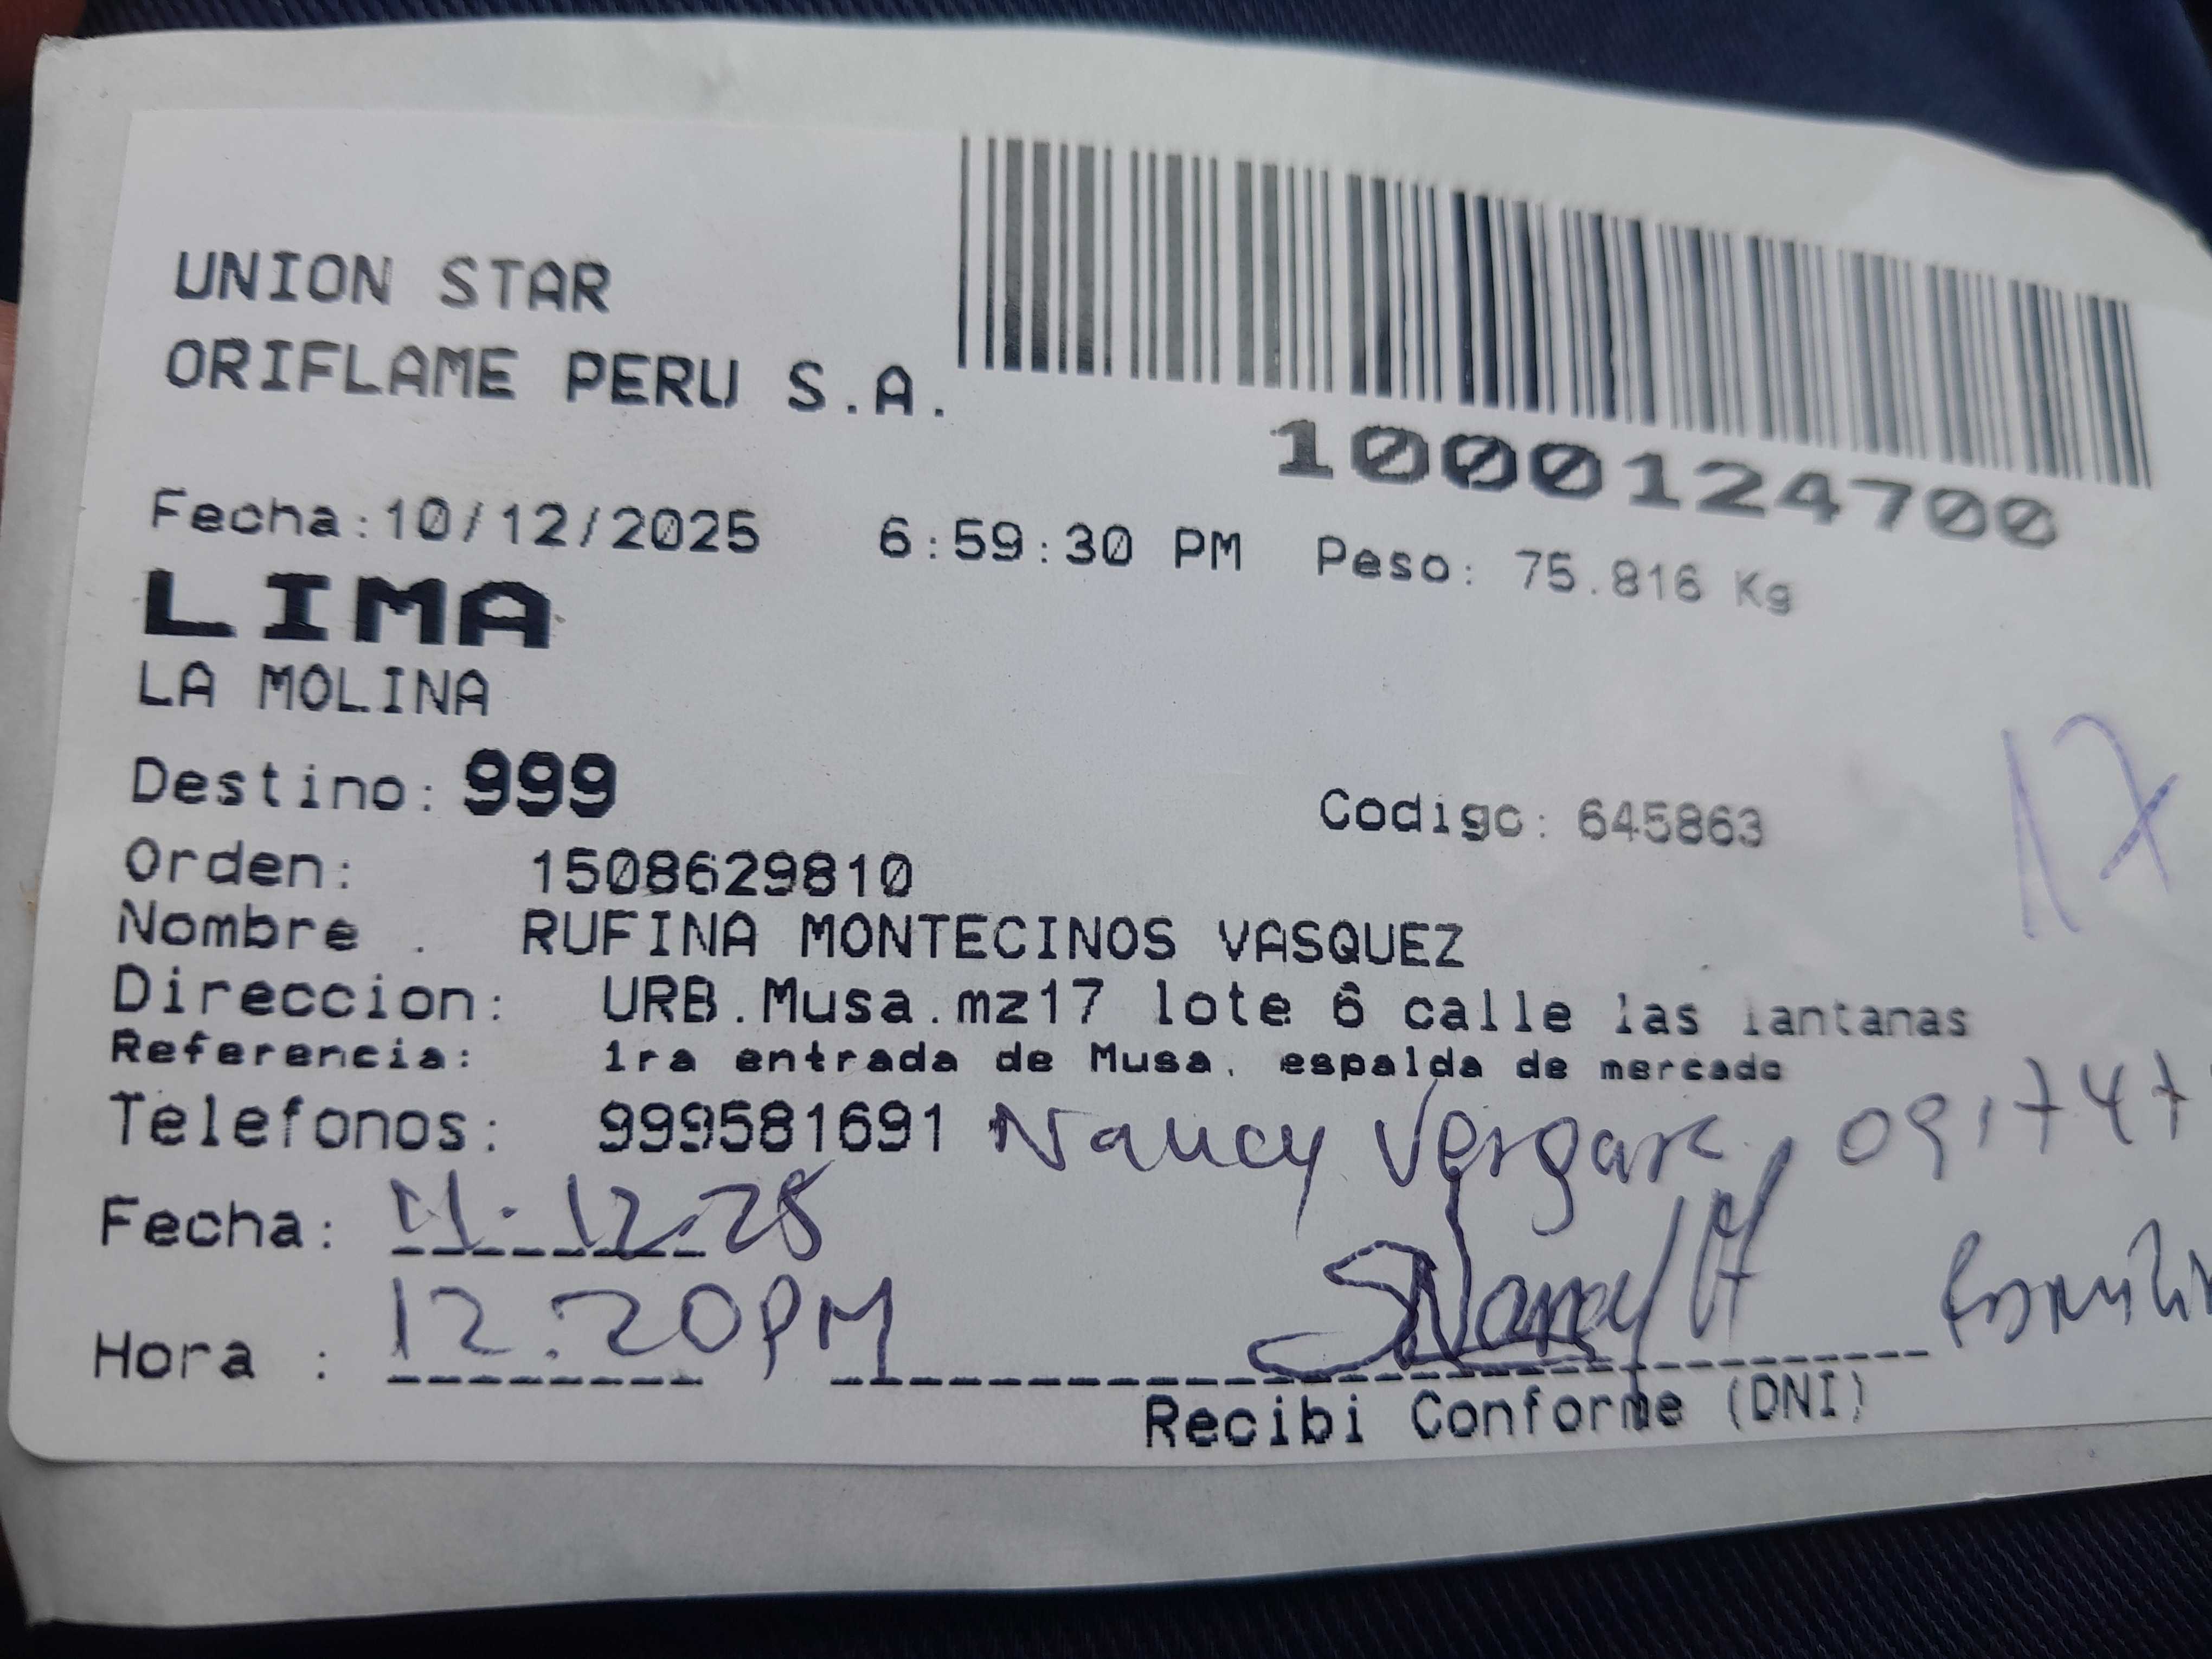 UNION STAR
ORIFLAME PERU S.A.
1000124700
Fecha:10/12/2025 6:59:30 PM Peso: 75.816 Kg
LIMA
LA MOLINA
Destino: 999 Codigo: 645863
17
Orden: 1508629810
Nombre : RUFINA MONTECINOS VASQUEZ
Direccion: URB.Musa.mz17 lote 6 calle las lantanas
Referencia: 1ra entrada de Musa. espalda de mercado
Telefonos: 999581691 Nancy Vergara 091747
Fecha: 11.12.25
Hora : 12:20PM Nancy
Recibi Conforme (DNI)